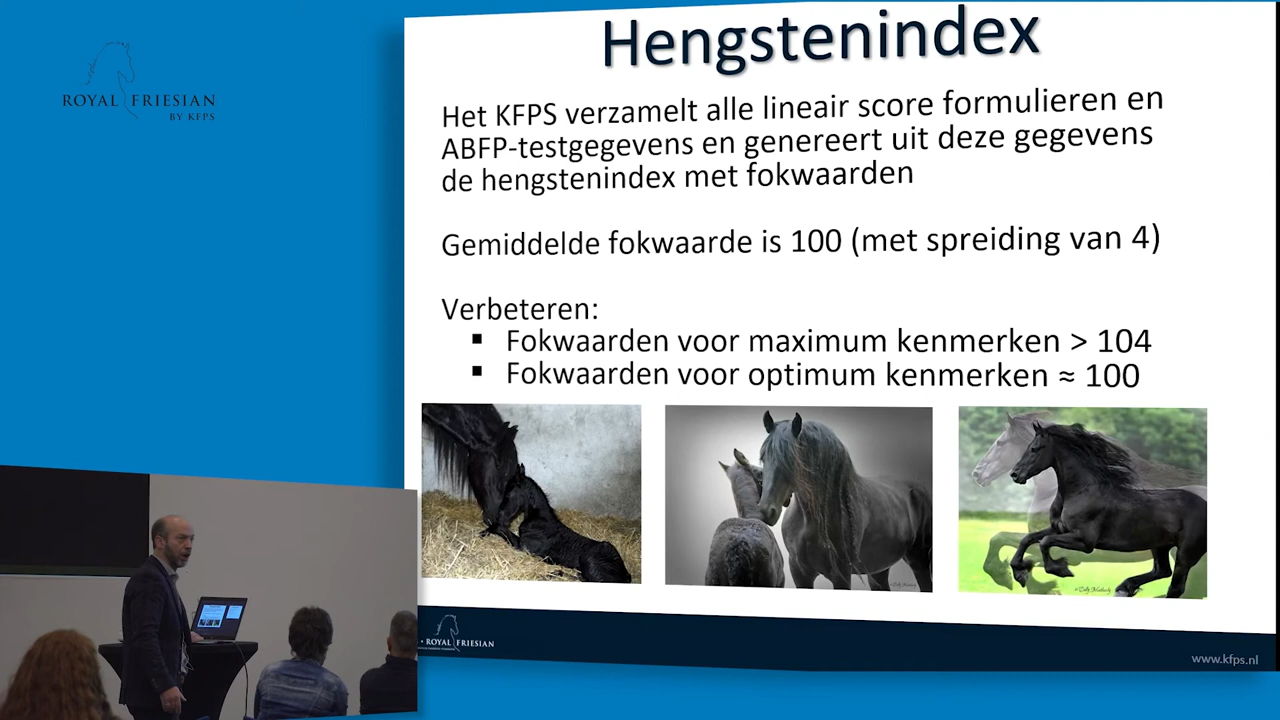 ROYAL FRIESIAN
BY KFPS
Hengstenindex
Het KFPS verzamelt alle lineair score formulieren en
ABFP-testgegevens en genereert uit deze gegevens
de hengstenindex met fokwaarden
Gemiddelde fokwaarde is 100 (met spreiding van 4)
Verbeteren:
▪ Fokwaarden voor maximum kenmerken > 104
▪ Fokwaarden voor optimum kenmerken ≈ 100
ROYAL FRIESIAN
www.kfps.nl